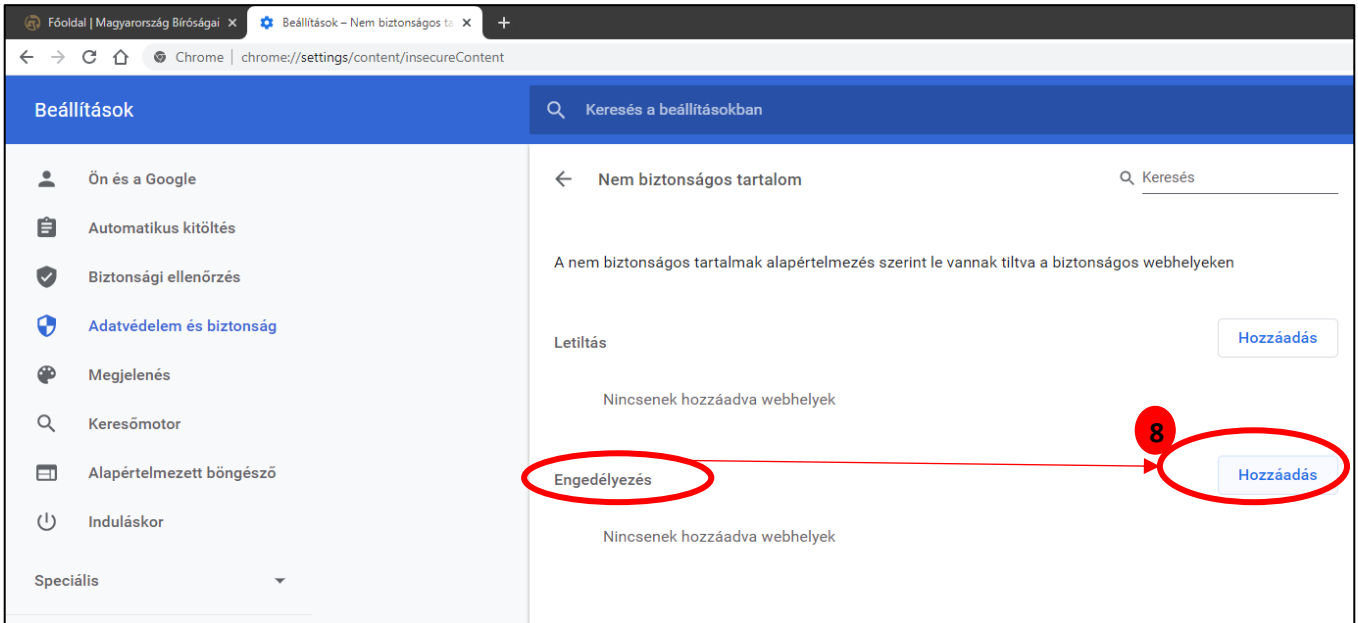 Főoldal | Magyarország Bíróságai
Beállítások – Nem biztonságos ta
Chrome | chrome://settings/content/insecureContent
Beállítások
Keresés a beállításokban
Ön és a Google
Automatikus kitöltés
Biztonsági ellenőrzés
Adatvédelem és biztonság
Megjelenés
Keresőmotor
Alapértelmezett böngésző
Induláskor
Speciális
Nem biztonságos tartalom
Keresés
A nem biztonságos tartalmak alapértelmezés szerint le vannak tiltva a biztonságos webhelyeken
Letiltás
Hozzáadás
Nincsenek hozzáadva webhelyek
8
Engedélyezés
Hozzáadás
Nincsenek hozzáadva webhelyek